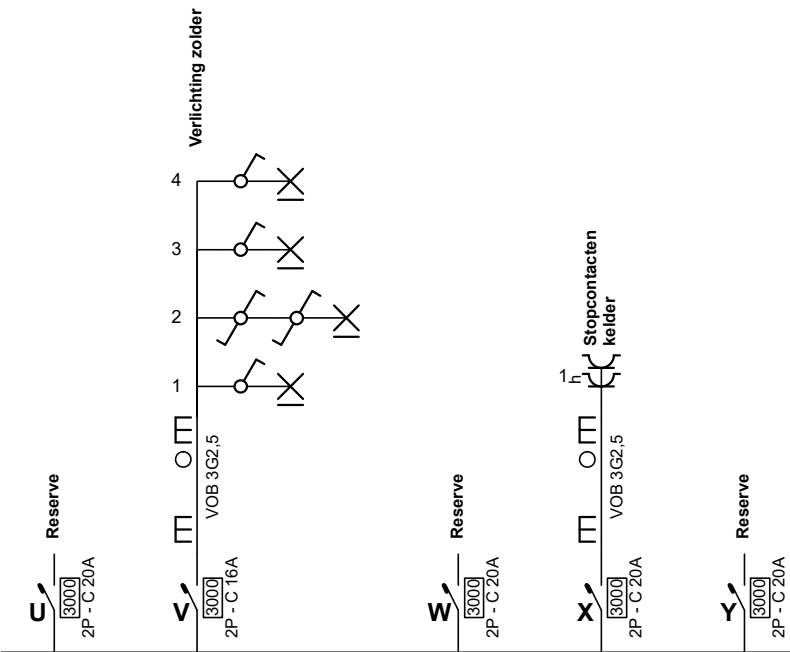 Verlichting zolder
4
3
2
1
Stopcontacten
kelder
1
h
VOB 3G2,5
VOB 3G2,5
Reserve
Reserve
Reserve
U
3000
2P - C 20A
V
3000
2P - C 16A
W
3000
2P - C 20A
X
3000
2P - C 20A
Y
3000
2P - C 20A